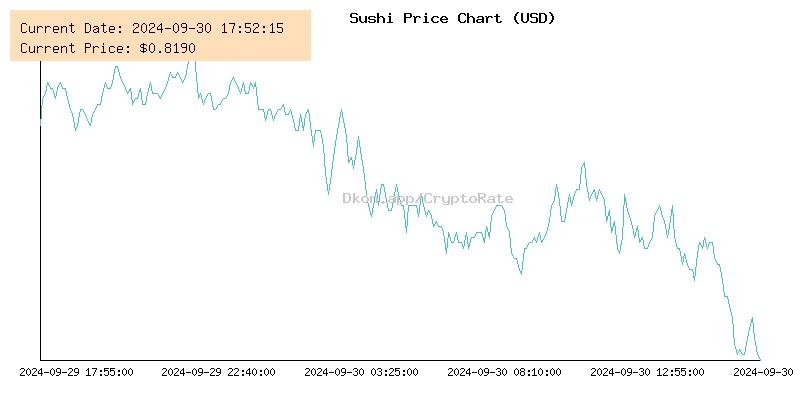 Sushi Price Chart (USD)
Current Date: 2024-09-30 17:52:15
Current Price: $0.8190
Dkon.app/CryptoRate
2024-09-29 17:55:00 2024-09-29 22:40:00 2024-09-30 03:25:00 2024-09-30 08:10:00 2024-09-30 12:55:00 2024-09-30